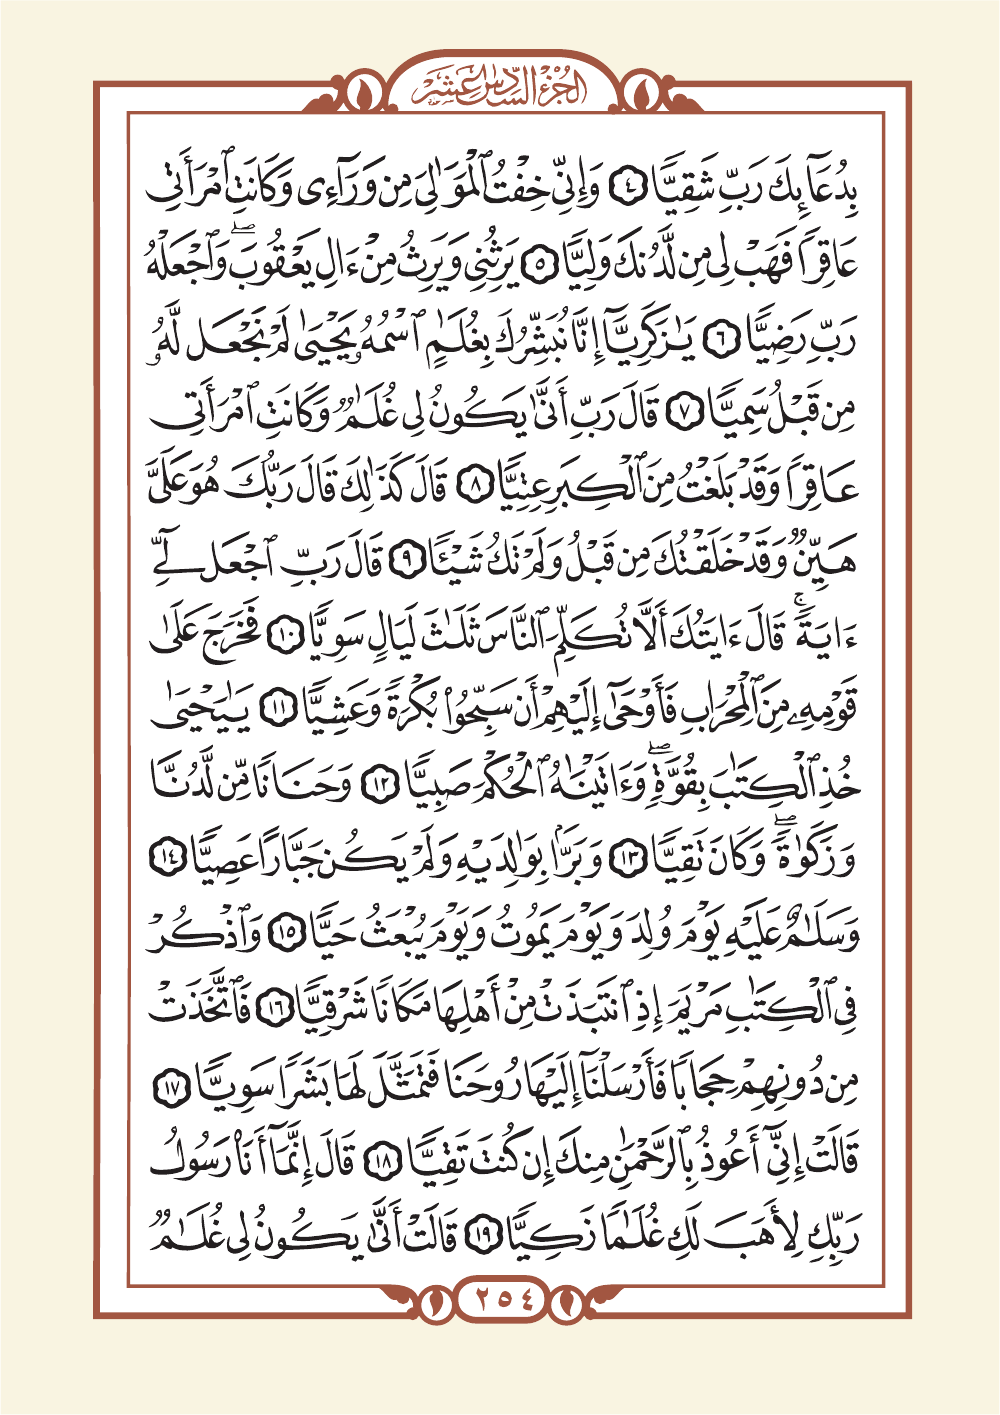 الجزء السادس عشر
بِدُعَآئِكَ رَبِّ شَقِيًّا ٤ وَإِنِّي خِفْتُ ٱلْمَوَٰلِيَ مِن وَرَآءِى وَكَانَتِ ٱمْرَأَتِي
عَاقِرًا فَهَبْ لِي مِن لَّدُنكَ وَلِيًّا ٥ يَرِثُنِي وَيَرِثُ مِنْ ءَالِ يَعْقُوبَۖ وَٱجْعَلْهُ
رَبِّ رَضِيًّا ٦ يَٰزَكَرِيَّآ إِنَّا نُبَشِّرُكَ بِغُلَٰمٍ ٱسْمُهُۥ يَحْيَىٰ لَمْ نَجْعَل لَّهُۥ
مِن قَبْلُ سَمِيًّا ٧ قَالَ رَبِّ أَنَّىٰ يَكُونُ لِي غُلَٰمٌ وَكَانَتِ ٱمْرَأَتِي
عَاقِرًا وَقَدْ بَلَغْتُ مِنَ ٱلْكِبَرِ عِتِيًّا ٨ قَالَ كَذَٰلِكَ قَالَ رَبُّكَ هُوَ عَلَيَّ
هَيِّنٌ وَقَدْ خَلَقْتُكَ مِن قَبْلُ وَلَمْ تَكُ شَيْـًٔا ٩ قَالَ رَبِّ ٱجْعَل لِّيٓ
ءَايَةًۚ قَالَ ءَايَتُكَ أَلَّا تُكَلِّمَ ٱلنَّاسَ ثَلَٰثَ لَيَالٍ سَوِيًّا ١٠ فَخَرَجَ عَلَىٰ
قَوْمِهِۦ مِنَ ٱلْمِحْرَابِ فَأَوْحَىٰٓ إِلَيْهِمْ أَن سَبِّحُوا۟ بُكْرَةً وَعَشِيًّا ١١ يَٰيَحْيَىٰ
خُذِ ٱلْكِتَٰبَ بِقُوَّةٍۖ وَءَاتَيْنَٰهُ ٱلْحُكْمَ صَبِيًّا ١٢ وَحَنَانًا مِّن لَّدُنَّا
وَزَكَوٰةًۖ وَكَانَ تَقِيًّا ١٣ وَبَرًّۢا بِوَٰلِدَيْهِ وَلَمْ يَكُن جَبَّارًا عَصِيًّا ١٤
وَسَلَٰمٌ عَلَيْهِ يَوْمَ وُلِدَ وَيَوْمَ يَمُوتُ وَيَوْمَ يُبْعَثُ حَيًّا ١٥ وَٱذْكُرْ
فِي ٱلْكِتَٰبِ مَرْيَمَ إِذِ ٱنتَبَذَتْ مِنْ أَهْلِهَا مَكَانًا شَرْقِيًّا ١٦ فَٱتَّخَذَتْ
مِن دُونِهِمْ حِجَابًا فَأَرْسَلْنَآ إِلَيْهَا رُوحَنَا فَتَمَثَّلَ لَهَا بَشَرًا سَوِيًّا ١٧
قَالَتْ إِنِّيٓ أَعُوذُ بِٱلرَّحْمَٰنِ مِنكَ إِن كُنتَ تَقِيًّا ١٨ قَالَ إِنَّمَآ أَنَا۠ رَسُولُ
رَبِّكِ لِأَهَبَ لَكِ غُلَٰمًا زَكِيًّا ١٩ قَالَتْ أَنَّىٰ يَكُونُ لِي غُلَٰمٌ
٢٥٤